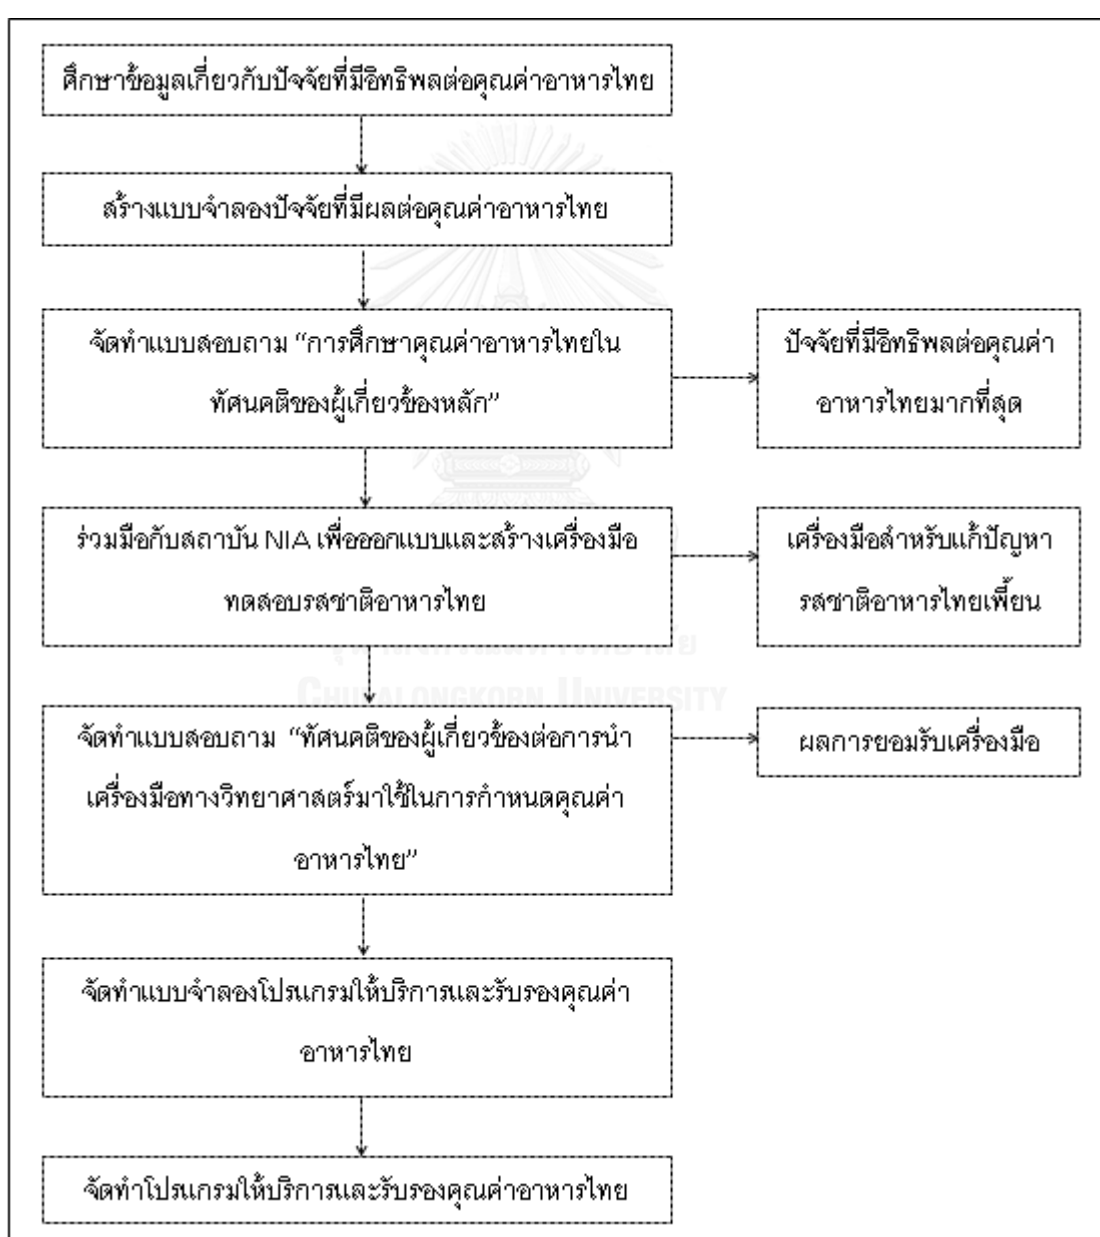 ศึกษาข้อมูลเกี่ยวกับปัจจัยที่มีอิทธิพลต่อคุณค่าอาหารไทย
สร้างแบบจำลองปัจจัยที่มีผลต่อคุณค่าอาหารไทย
จัดทำแบบสอบถาม “การศึกษาคุณค่าอาหารไทยใน
ทัศนคติของผู้เกี่ยวข้องหลัก”
ปัจจัยที่มีอิทธิพลต่อคุณค่า
อาหารไทยมากที่สุด
ร่วมมือกับสถาบัน NIA เพื่อออกแบบและสร้างเครื่องมือ
ทดสอบรสชาติอาหารไทย
เครื่องมือสำหรับแก้ปัญหา
รสชาติอาหารไทยเพี้ยน
จุฬาลงกรณ์มหาวิทยาลัย
CHULALONGKORN UNIVERSITY
จัดทำแบบสอบถาม “ทัศนคติของผู้เกี่ยวข้องต่อการนำ
เครื่องมือทางวิทยาศาสตร์มาใช้ในการกำหนดคุณค่า
อาหารไทย”
ผลการยอมรับเครื่องมือ
จัดทำแบบจำลองโปรแกรมให้บริการและรับรองคุณค่า
อาหารไทย
จัดทำโปรแกรมให้บริการและรับรองคุณค่าอาหารไทย